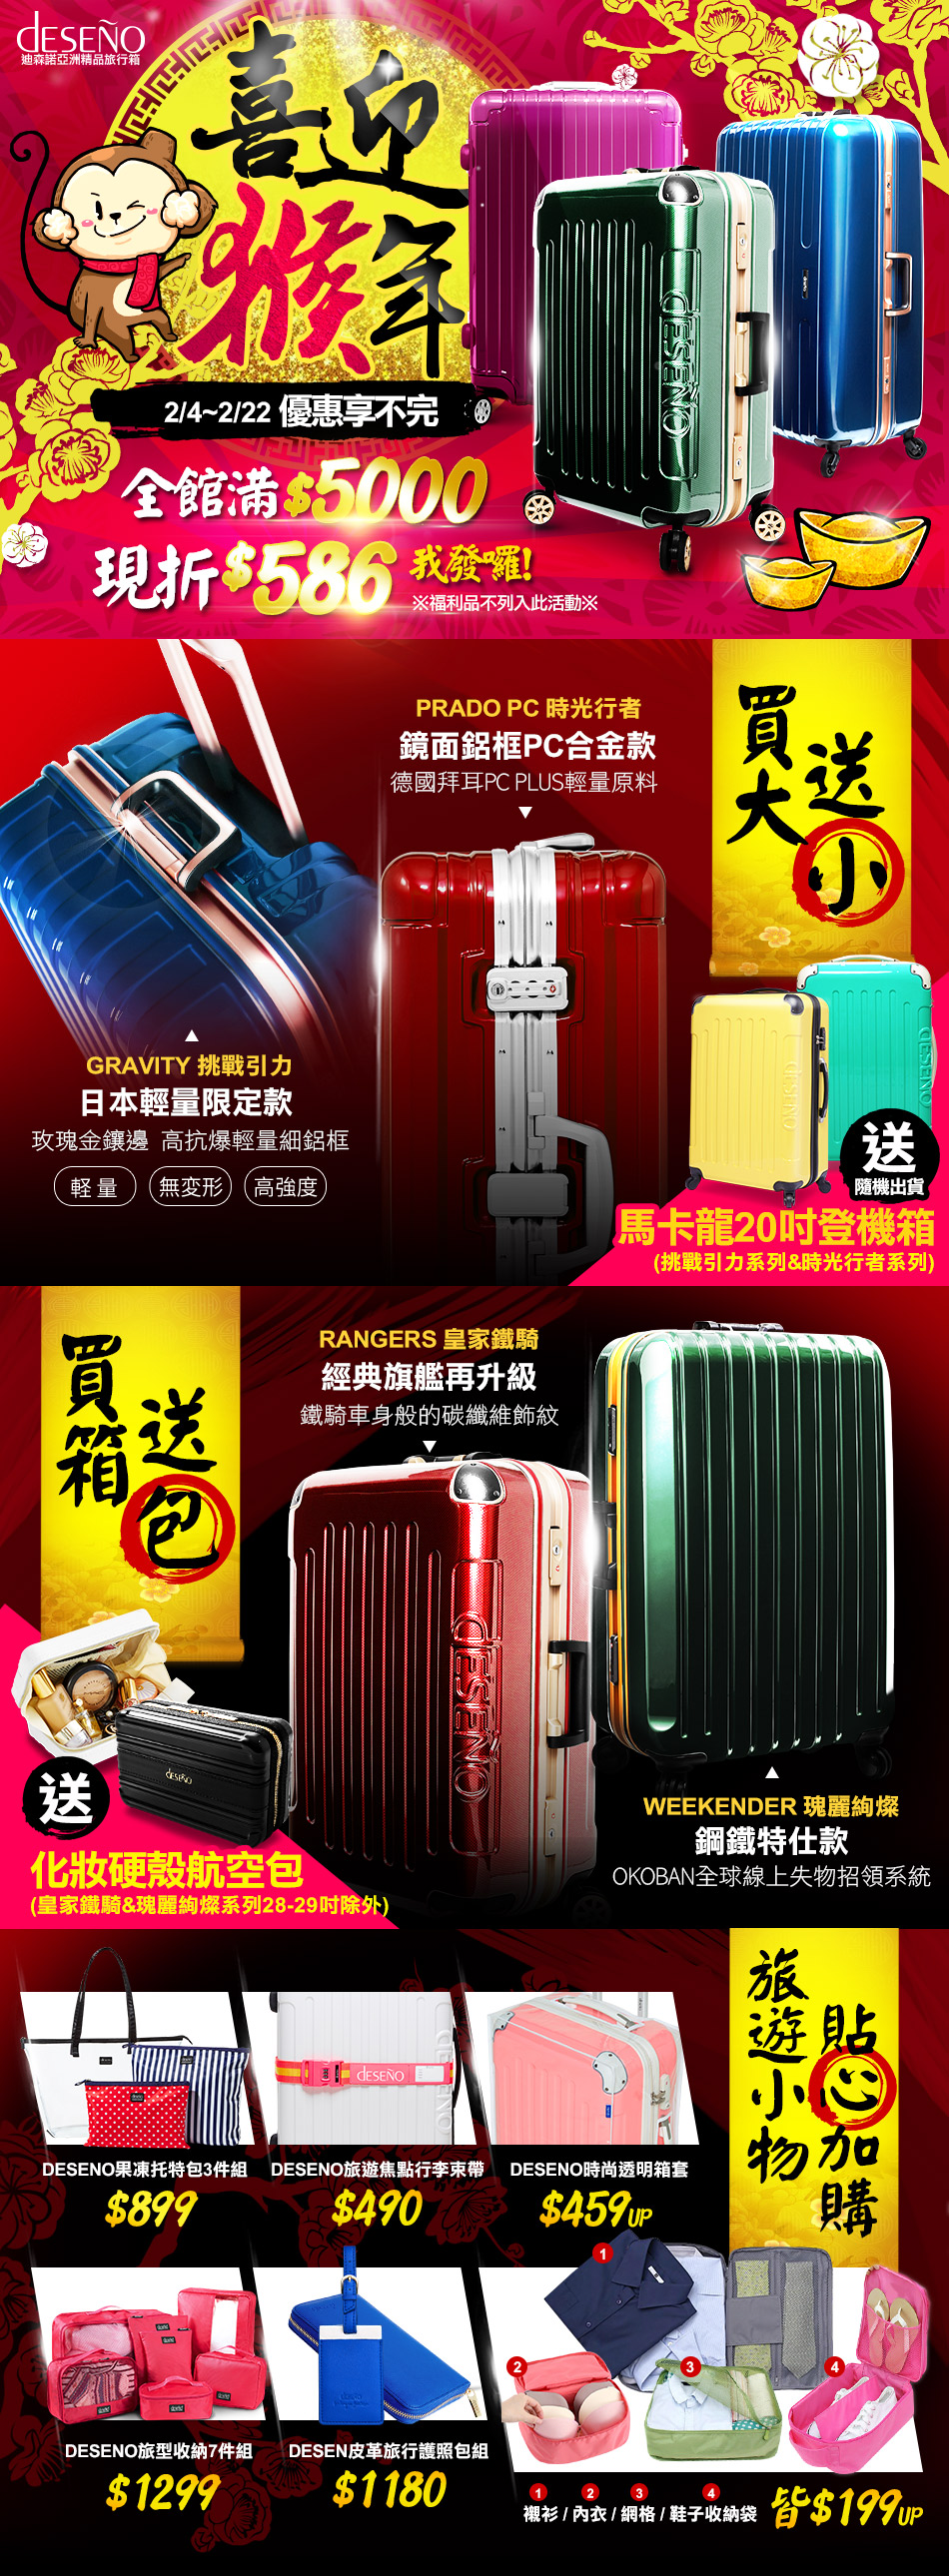 dESEÑO
迪森諾亞洲精品旅行箱
喜迎
猴年
2/4~2/22 優惠享不完
全館滿$5000
現折$586 我發囉!
※福利品不列入此活動※
dESEÑO
PRADO PC 時光行者
鏡面鋁框PC合金款
德國拜耳PC PLUS輕量原料
買大
送小
GRAVITY 挑戰引力
日本輕量限定款
玫瑰金鑲邊 高抗爆輕量細鋁框
軽量 無変形 高強度
dESEÑO
dESEÑO
送
隨機出貨
馬卡龍20吋登機箱
(挑戰引力系列&時光行者系列)
買箱
送包
RANGERS 皇家鐵騎
經典旗艦再升級
鐵騎車身般的碳纖維飾紋
dESEÑO
dESEÑO
送
化妝硬殼航空包
(皇家鐵騎&瑰麗絢燦系列28-29吋除外)
WEEKENDER 瑰麗絢燦
鋼鐵特仕款
OKOBAN全球線上失物招領系統
旅遊小物
貼心加購
dESEÑO
DESEÑO果凍托特包3件組
$899
DESENO旅遊焦點行李束帶
$490
DESENO時尚透明箱套
$459UP
DESENO旅型收納7件組
$1299
DESEN皮革旅行護照包組
$1180
1
2
3
4
1 2 3 4
襯衫 / 內衣 / 網格 / 鞋子收納袋
皆$199UP